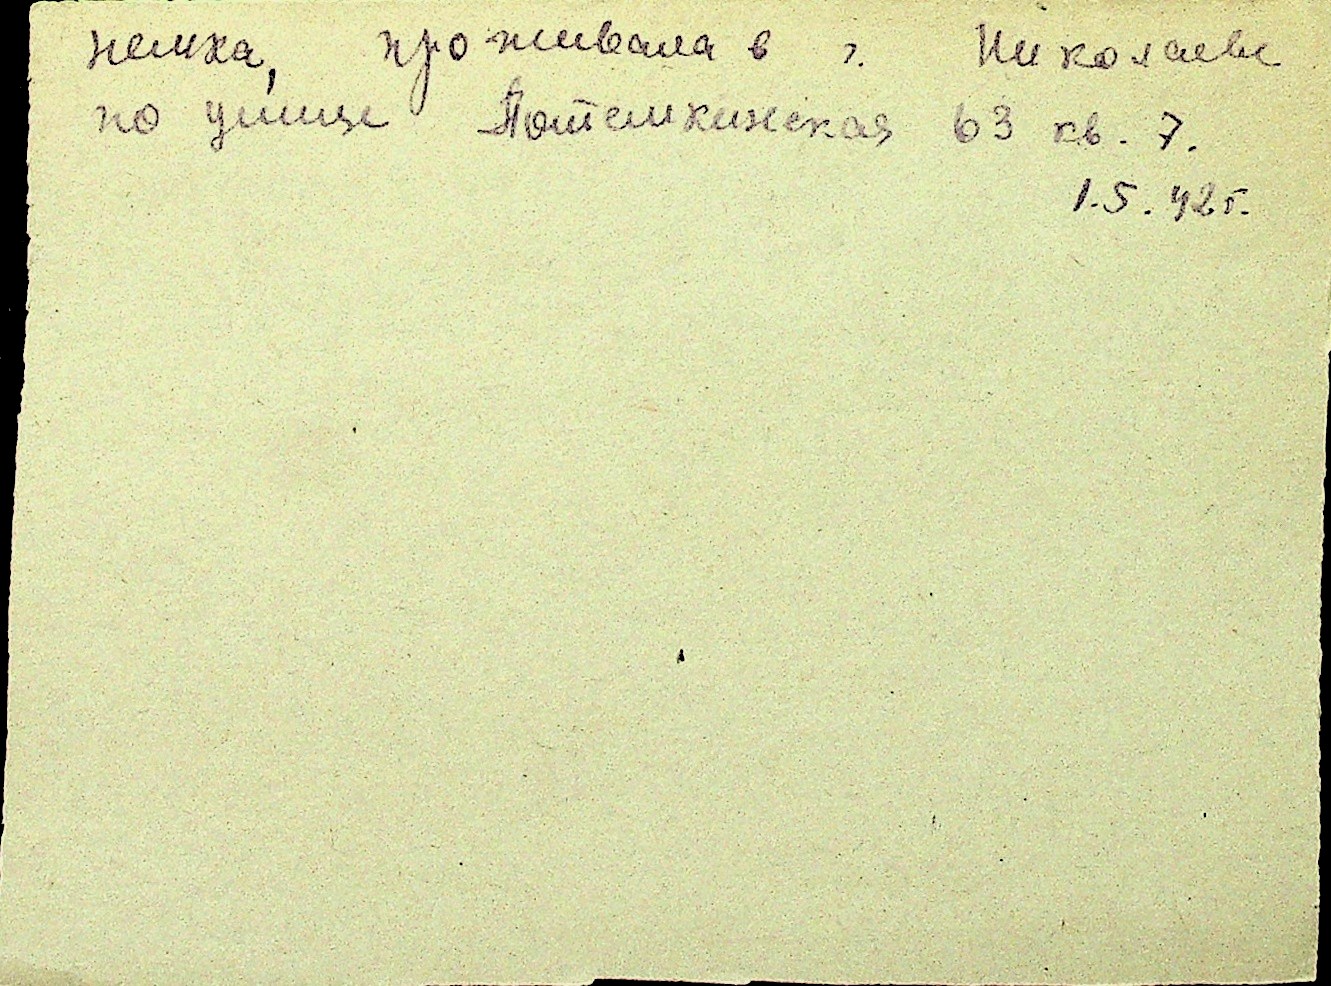 немка, проживала в г. Николаеве
по улице Потемкинская 63 кв. 7.
1.5.42г.